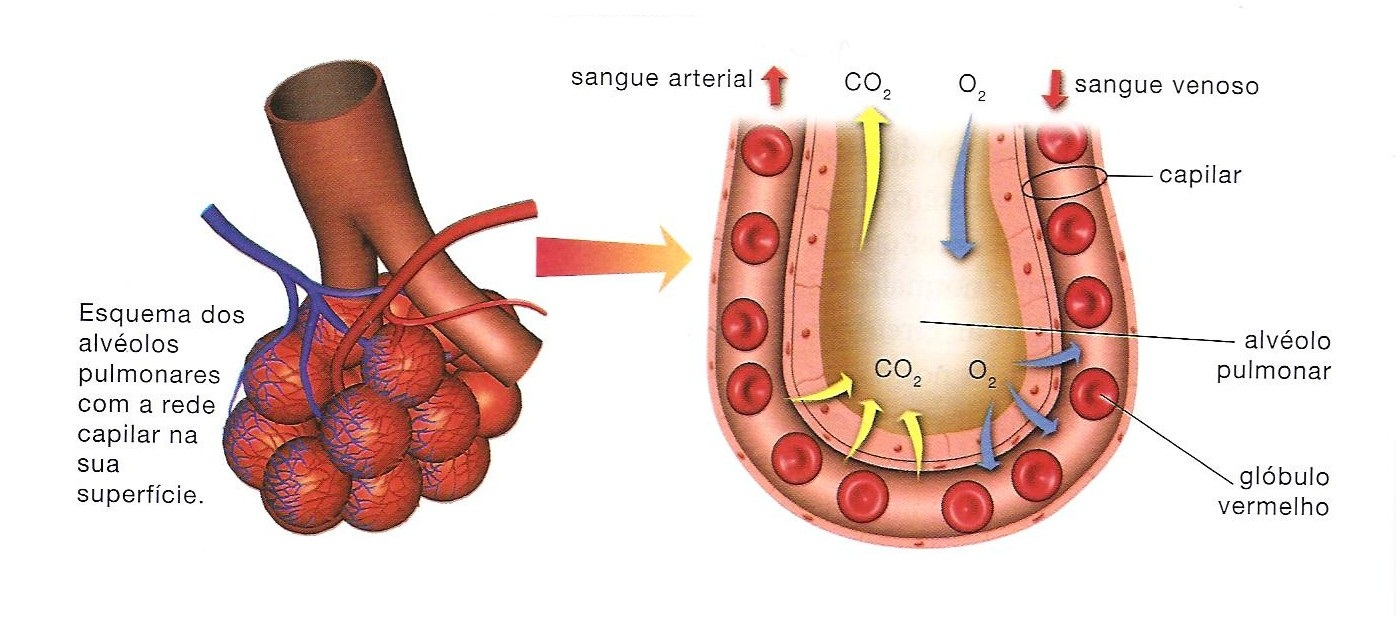 Esquema dos
alvéolos
pulmonares
com a rede
capilar na
sua
superfície.
sangue arterial
CO₂
O₂
sangue venoso
capilar
alvéolo
pulmonar
CO₂
O₂
glóbulo
vermelho